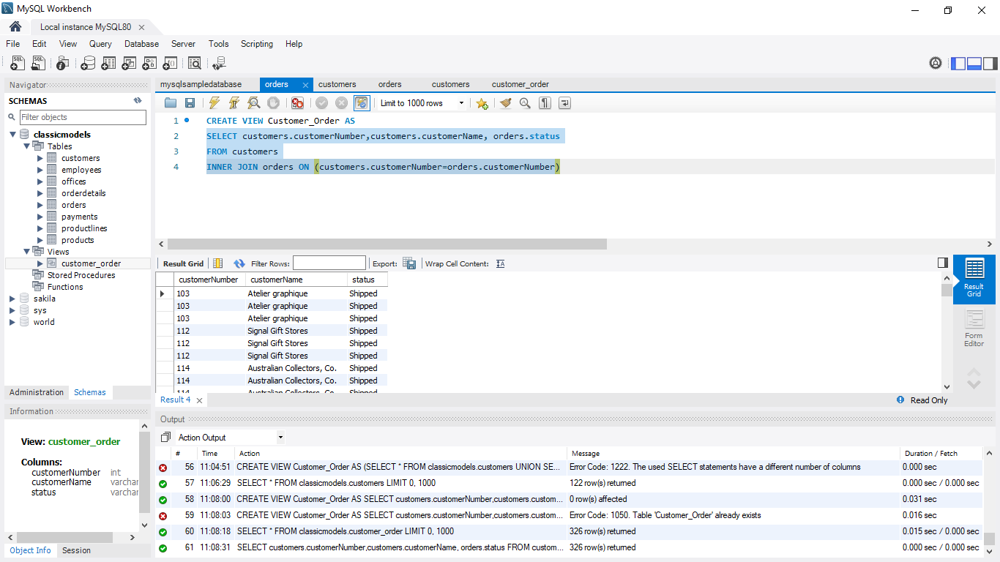 MySQL Workbench
Local instance MySQL80
File Edit View Query Database Server Tools Scripting Help
Navigator
SCHEMAS
Filter objects
classicmodels
Tables
customers
employees
offices
orderdetails
orders
payments
productlines
products
Views
customer_order
Stored Procedures
Functions
sakila
sys
world
Administration Schemas
Information
View: customer_order
Columns:
customerNumber int
customerName varchar
status varchar
Object Info Session
mysqlsampledatabase orders customers orders customers customer_order
Limit to 1000 rows
1 CREATE VIEW Customer_Order AS
2 SELECT customers.customerNumber,customers.customerName, orders.status
3 FROM customers
4 INNER JOIN orders ON (customers.customerNumber=orders.customerNumber)
Result Grid Filter Rows: Export: Wrap Cell Content:
customerNumber customerName status
103 Atelier graphique Shipped
103 Atelier graphique Shipped
103 Atelier graphique Shipped
112 Signal Gift Stores Shipped
112 Signal Gift Stores Shipped
112 Signal Gift Stores Shipped
114 Australian Collectors, Co. Shipped
114 Australian Collectors, Co. Shipped
114 Australian Collectors, Co. Shipped
Result Grid
Form Editor
Result 4
Read Only
Output
Action Output
# Time Action Message Duration / Fetch
56 11:04:51 CREATE VIEW Customer_Order AS (SELECT * FROM classicmodels.customers UNION SE... Error Code: 1222. The used SELECT statements have a different number of columns 0.000 sec
57 11:06:29 SELECT * FROM classicmodels.customers LIMIT 0, 1000 122 row(s) returned 0.000 sec / 0.000 sec
58 11:08:00 CREATE VIEW Customer_Order AS SELECT customers.customerNumber,customers.custom... 0 row(s) affected 0.031 sec
59 11:08:03 CREATE VIEW Customer_Order AS SELECT customers.customerNumber,customers.custom... Error Code: 1050. Table 'Customer_Order' already exists 0.016 sec
60 11:08:18 SELECT * FROM classicmodels.customer_order LIMIT 0, 1000 326 row(s) returned 0.015 sec / 0.000 sec
61 11:08:31 SELECT customers.customerNumber,customers.customerName, orders.status FROM custom... 326 row(s) returned 0.000 sec / 0.000 sec